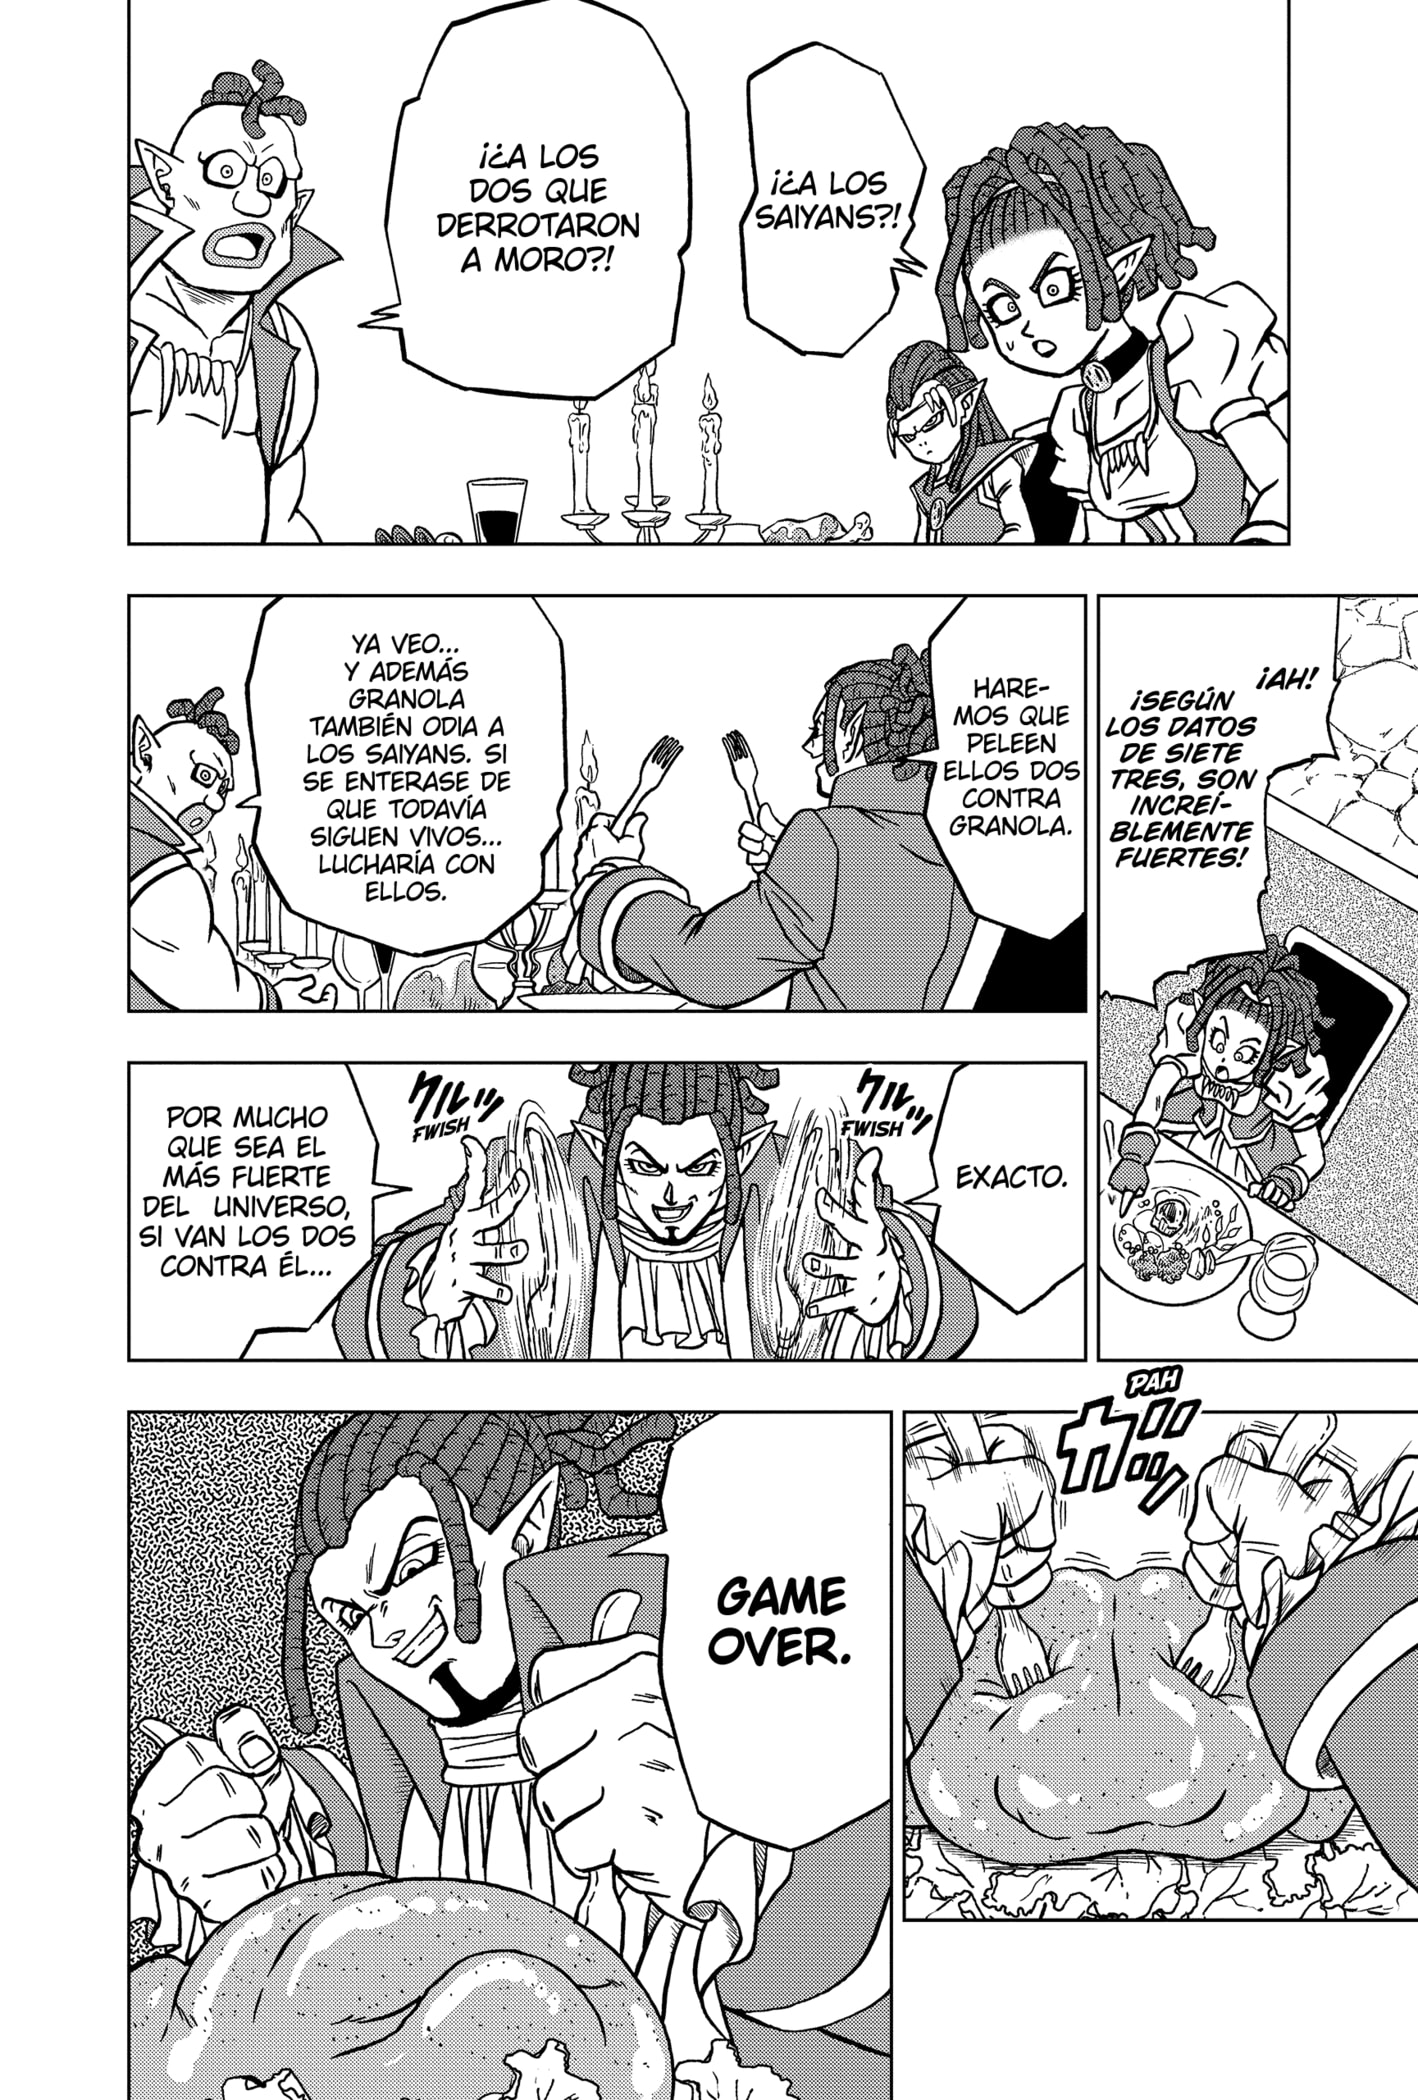 ¡¿A LOS
SAIYANS?!
¡¿A LOS
DOS QUE
DERROTARON
A MORO?!
¡AH!
¡SEGÚN
LOS DATOS
DE SIETE
TRES, SON
INCREÍ-
BLEMENTE
FUERTES!
HARE-
MOS QUE
PELEEN
ELLOS DOS
CONTRA
GRANOLA.
YA VEO...
Y ADEMÁS
GRANOLA
TAMBIÉN ODIA A
LOS SAIYANS. SI
SE ENTERASE DE
QUE TODAVÍA
SIGUEN VIVOS...
LUCHARÍA CON
ELLOS.
EXACTO.
クルッ
FWISH
クルッ
FWISH
POR MUCHO
QUE SEA EL
MÁS FUERTE
DEL UNIVERSO,
SI VAN LOS DOS
CONTRA ÉL...
PAH
ガッ
GAME
OVER.